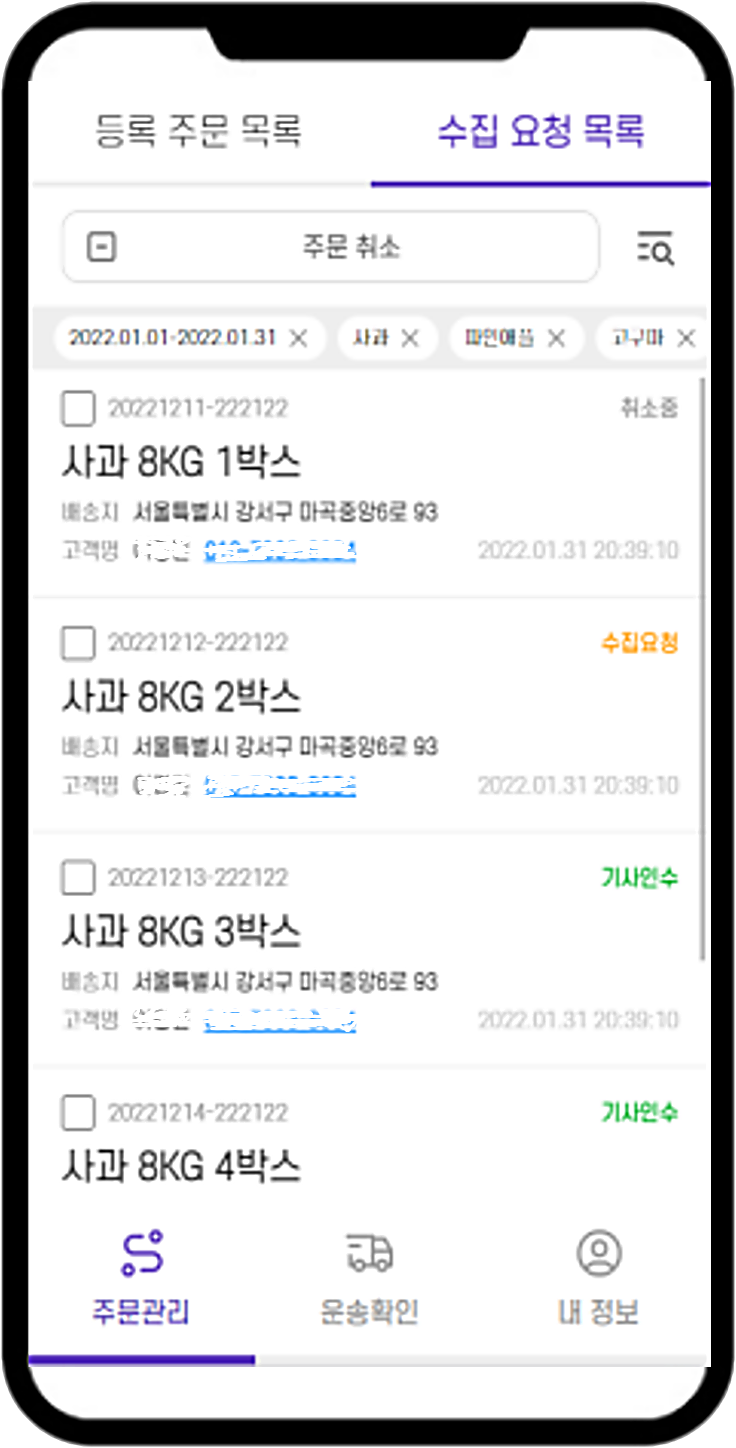 등록 주문 목록 수집 요청 목록
주문 취소
2022.01.01-2022.01.31 사과 파인애플 고구마
20221211-222122 취소중
사과 8KG 1박스
배송지 서울특별시 강서구 마곡중앙6로 93
고객명 2022.01.31 20:39:10
20221212-222122 수집요청
사과 8KG 2박스
배송지 서울특별시 강서구 마곡중앙6로 93
고객명 2022.01.31 20:39:10
20221213-222122 기사인수
사과 8KG 3박스
배송지 서울특별시 강서구 마곡중앙6로 93
고객명 2022.01.31 20:39:10
20221214-222122 기사인수
사과 8KG 4박스
주문관리 운송확인 내 정보